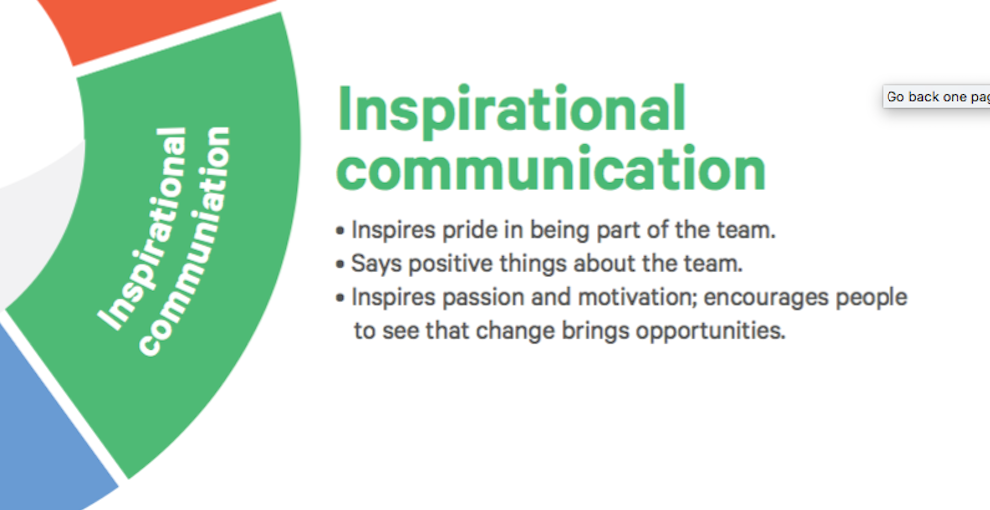 Inspirational
communiation
Inspirational
communication
• Inspires pride in being part of the team.
• Says positive things about the team.
• Inspires passion and motivation; encourages people
to see that change brings opportunities.
Go back one